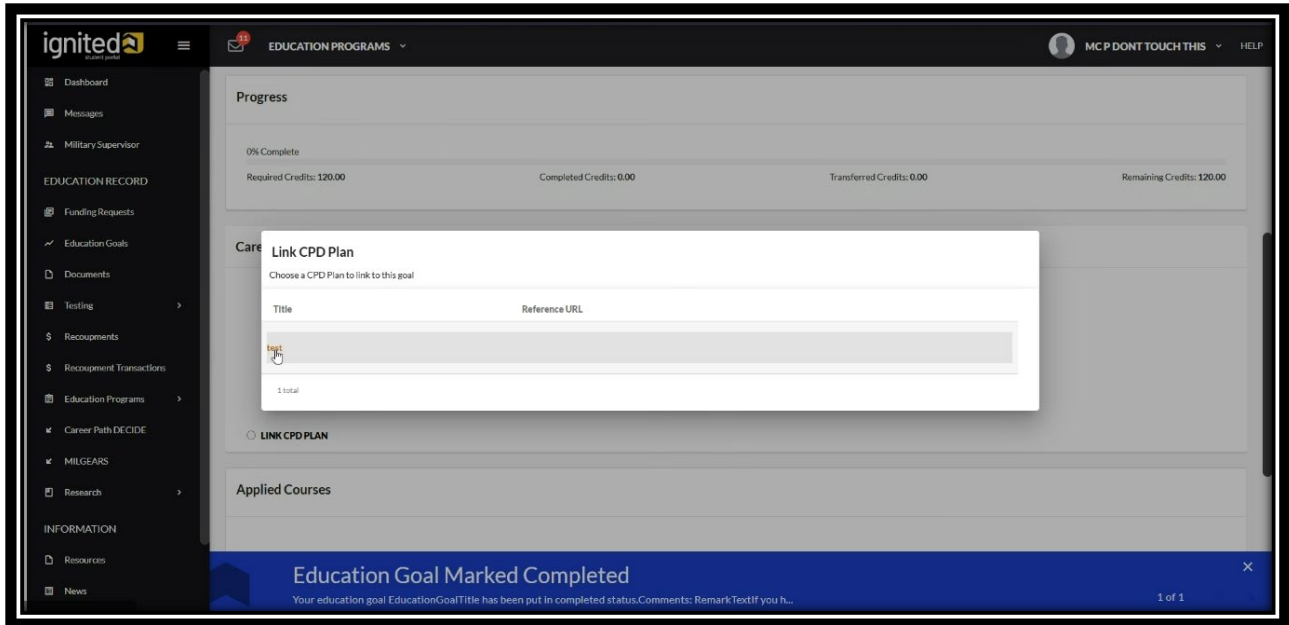 ignited
student portal
11
EDUCATION PROGRAMS
MC P DONT TOUCH THIS
HELP
Dashboard
Messages
Military Supervisor
EDUCATION RECORD
Funding Requests
Education Goals
Documents
Testing
$ Recoupments
$ Recoupment Transactions
Education Programs
Career Path DECIDE
MILGEARS
Research
INFORMATION
Resources
News
Progress
0% Complete
Required Credits: 120.00 Completed Credits: 0.00 Transferred Credits: 0.00 Remaining Credits: 120.00
Care
Link CPD Plan
Choose a CPD Plan to link to this goal
Title Reference URL
test
1 total
LINK CPD PLAN
Applied Courses
Education Goal Marked Completed
Your education goal EducationGoalTitle has been put in completed status.Comments: RemarkTextIf you h...
1 of 1